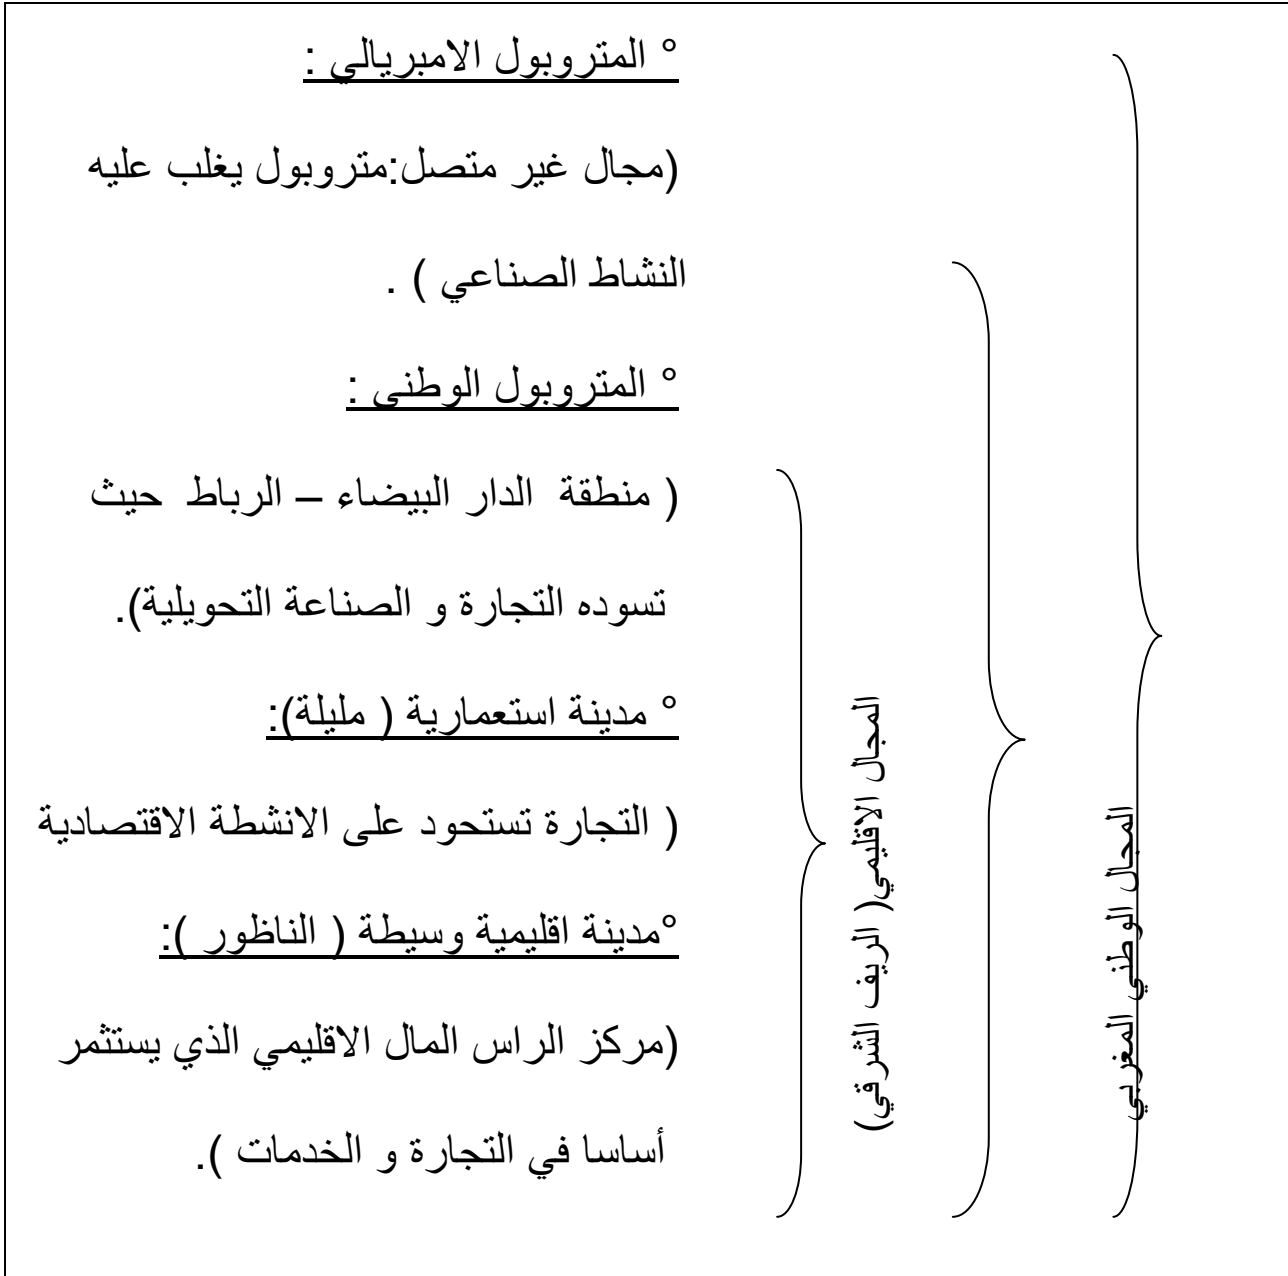 ° المتروبول الامبريالي :
(مجال غير متصل:متروبول يغلب عليه
النشاط الصناعي ) .
° المتروبول الوطني :
( منطقة الدار البيضاء – الرباط حيث
تسوده التجارة و الصناعة التحويلية).
° مدينة استعمارية ( مليلة):
( التجارة تستحود على الانشطة الاقتصادية
°مدينة اقليمية وسيطة ( الناظور ):
(مركز الراس المال الاقليمي الذي يستثمر
أساسا في التجارة و الخدمات ).
المجال الاقليمي( الريف الشرقي)
المجال الوطني المغربي